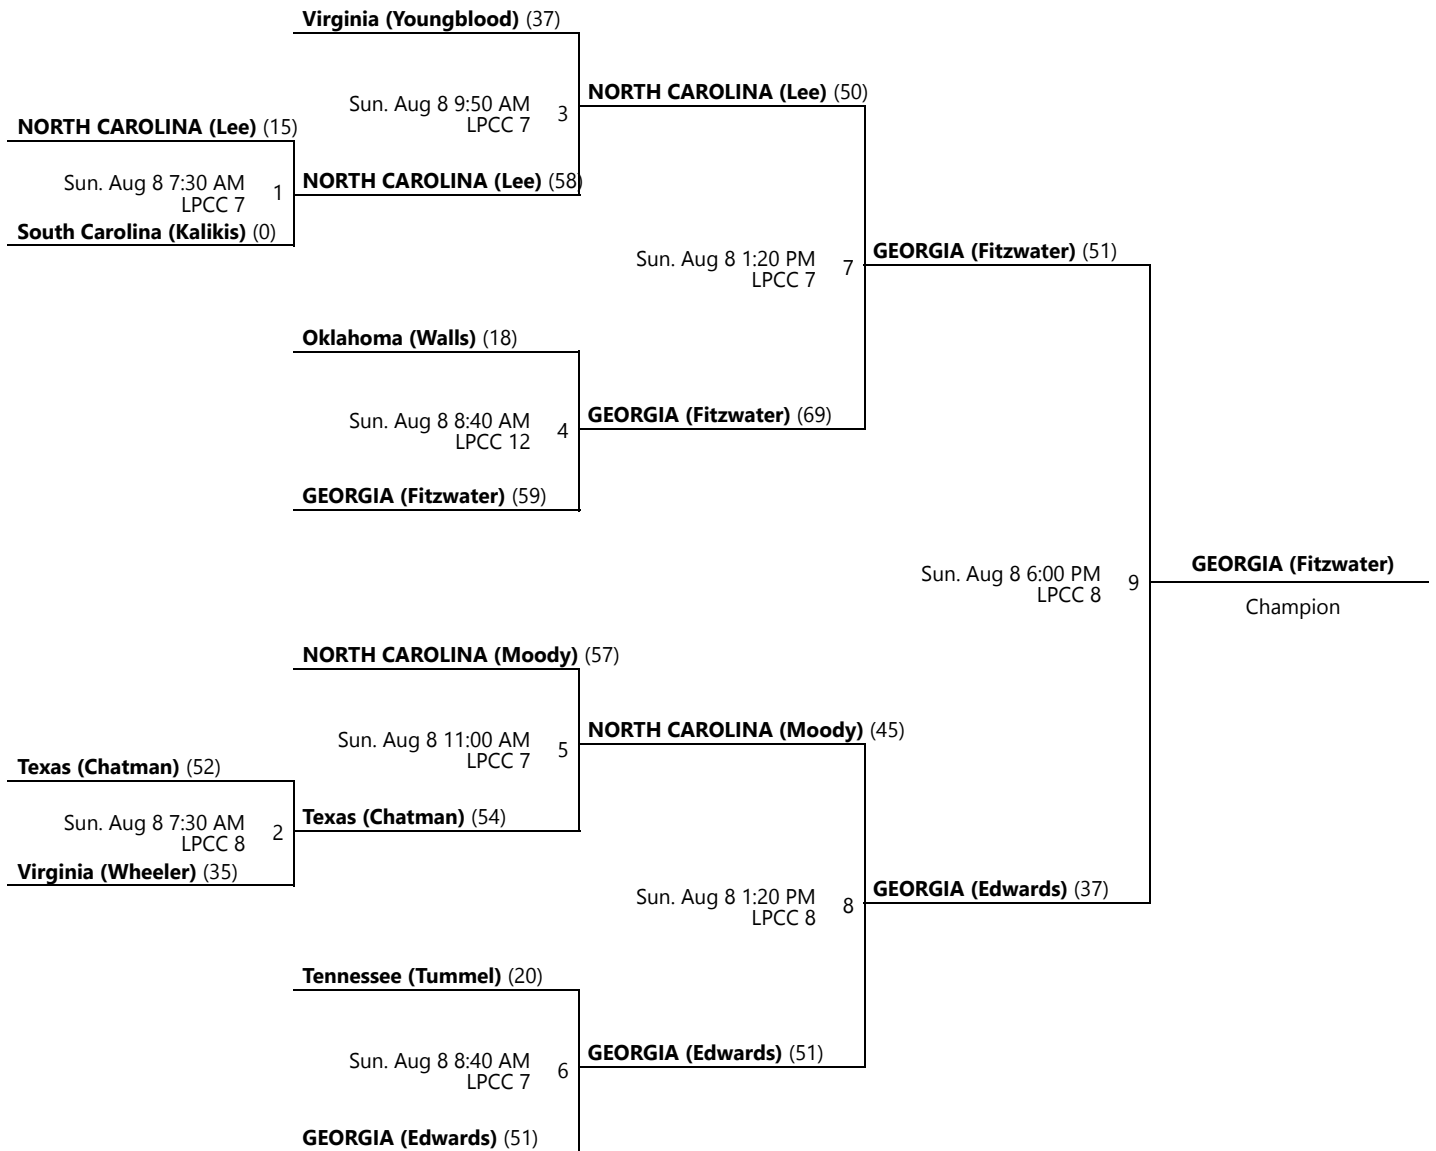 Virginia (Youngblood) (37)
Sun. Aug 8 9:50 AM
LPCC 7
3
NORTH CAROLINA (Lee) (50)
NORTH CAROLINA (Lee) (15)
Sun. Aug 8 7:30 AM
LPCC 7
1
NORTH CAROLINA (Lee) (58)
South Carolina (Kalikis) (0)
Sun. Aug 8 1:20 PM
LPCC 7
7
GEORGIA (Fitzwater) (51)
Oklahoma (Walls) (18)
Sun. Aug 8 8:40 AM
LPCC 12
4
GEORGIA (Fitzwater) (69)
GEORGIA (Fitzwater) (59)
Sun. Aug 8 6:00 PM
LPCC 8
9
GEORGIA (Fitzwater)
Champion
NORTH CAROLINA (Moody) (57)
Sun. Aug 8 11:00 AM
LPCC 7
5
NORTH CAROLINA (Moody) (45)
Texas (Chatman) (52)
Sun. Aug 8 7:30 AM
LPCC 8
2
Texas (Chatman) (54)
Virginia (Wheeler) (35)
Sun. Aug 8 1:20 PM
LPCC 8
8
GEORGIA (Edwards) (37)
Tennessee (Tummel) (20)
Sun. Aug 8 8:40 AM
LPCC 7
6
GEORGIA (Edwards) (51)
GEORGIA (Edwards) (51)